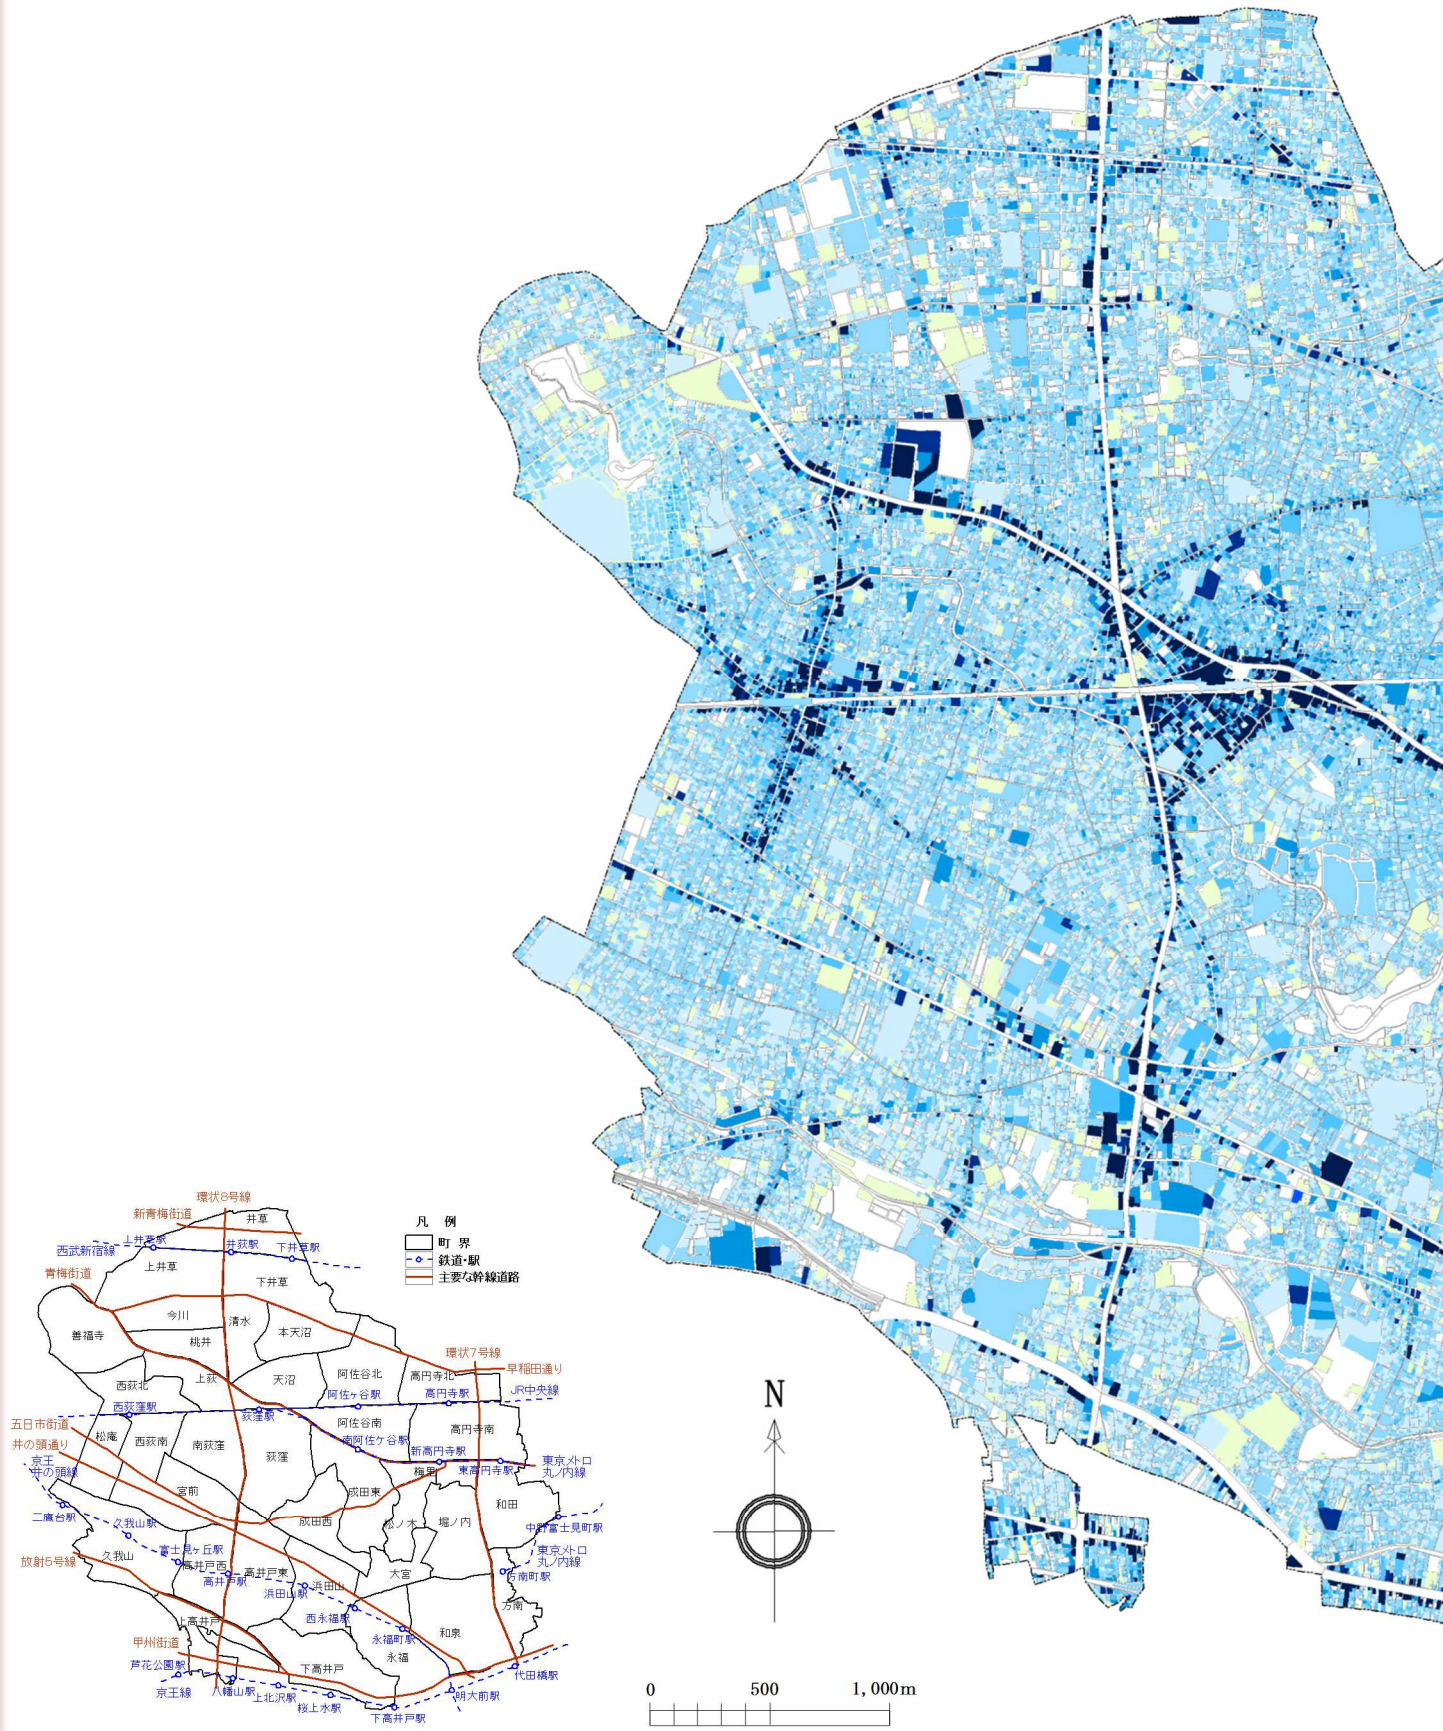 環状8号線
新青梅街道
井草
上井草駅
井荻駅
下井草駅
西武新宿線
上井草
青梅街道
下井草
凡 例
町 界
鉄道・駅
主要な幹線道路
今川
清水
善福寺
桃井
本天沼
環状7号線
早稲田通り
西荻北
上荻
天沼
阿佐谷北
高円寺北
阿佐ヶ谷駅
高円寺駅
JR中央線
西荻窪駅
荻窪駅
五日市街道
松庵
西荻南
南荻窪
阿佐谷南
高円寺南
井の頭通り
南阿佐ケ谷駅
新高円寺駅
荻窪
京王
井の頭線
梅里
東高円寺駅
東京メトロ
丸ノ内線
宮前
成田東
和田
二鷹台駅
久我山駅
成田西
松ノ木
堀ノ内
中野富士見町駅
久我山
富士見ヶ丘駅
高井戸西
高井戸東
東京メトロ
丸ノ内線
放射5号線
高井戸駅
浜田山駅
浜田山
大宮
方南町駅
上高井戸
西永福駅
方南
甲州街道
永福町駅
和泉
芦花公園駅
下高井戸
永福
代田橋駅
京王線
八幡山駅
上北沢駅
桜上水駅
下高井戸駅
明大前駅
N
0 500 1,000m